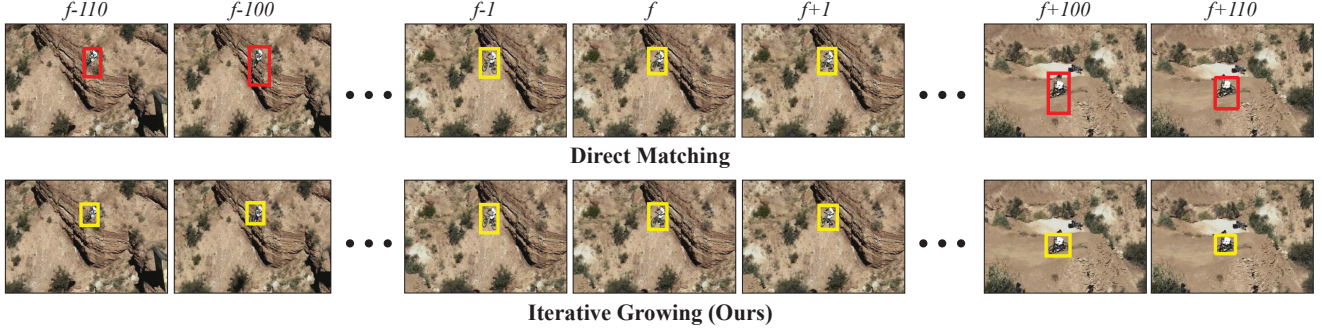 f-110 f-100 f-1 f f+1 f+100 f+110
Direct Matching
Iterative Growing (Ours)